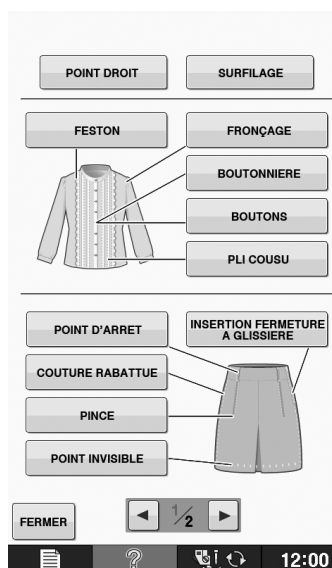 POINT DROIT
SURFILAGE
FESTON
FRONÇAGE
BOUTONNIERE
BOUTONS
PLI COUSU
POINT D'ARRET
INSERTION FERMETURE
A GLISSIERE
COUTURE RABATTUE
PINCE
POINT INVISIBLE
FERMER
1/2
?
12:00